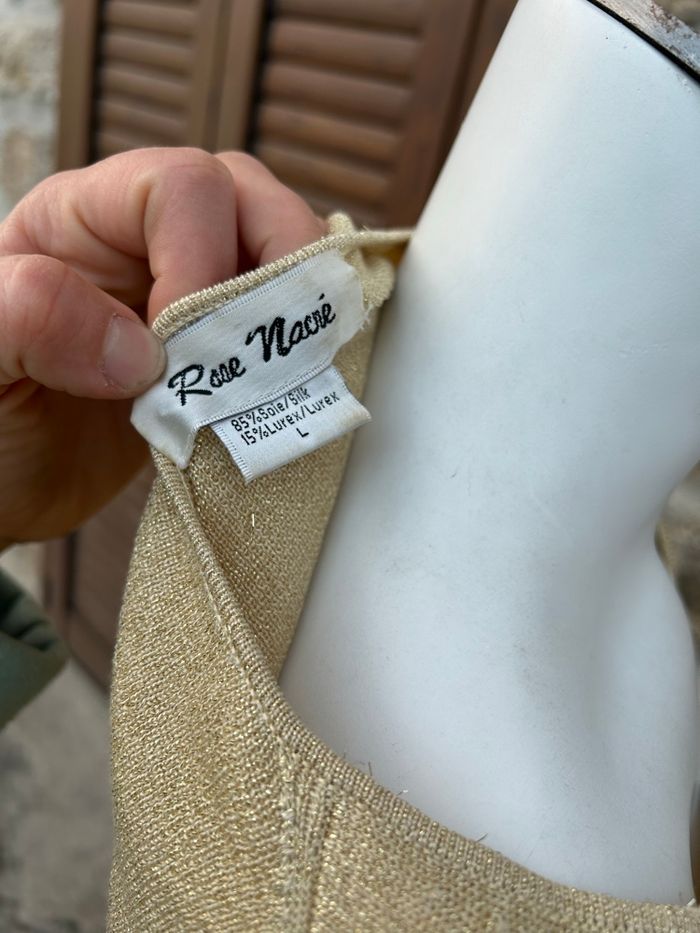 Rose Nacré
85%Soie/Silk
15%Lurex/Lurex
L